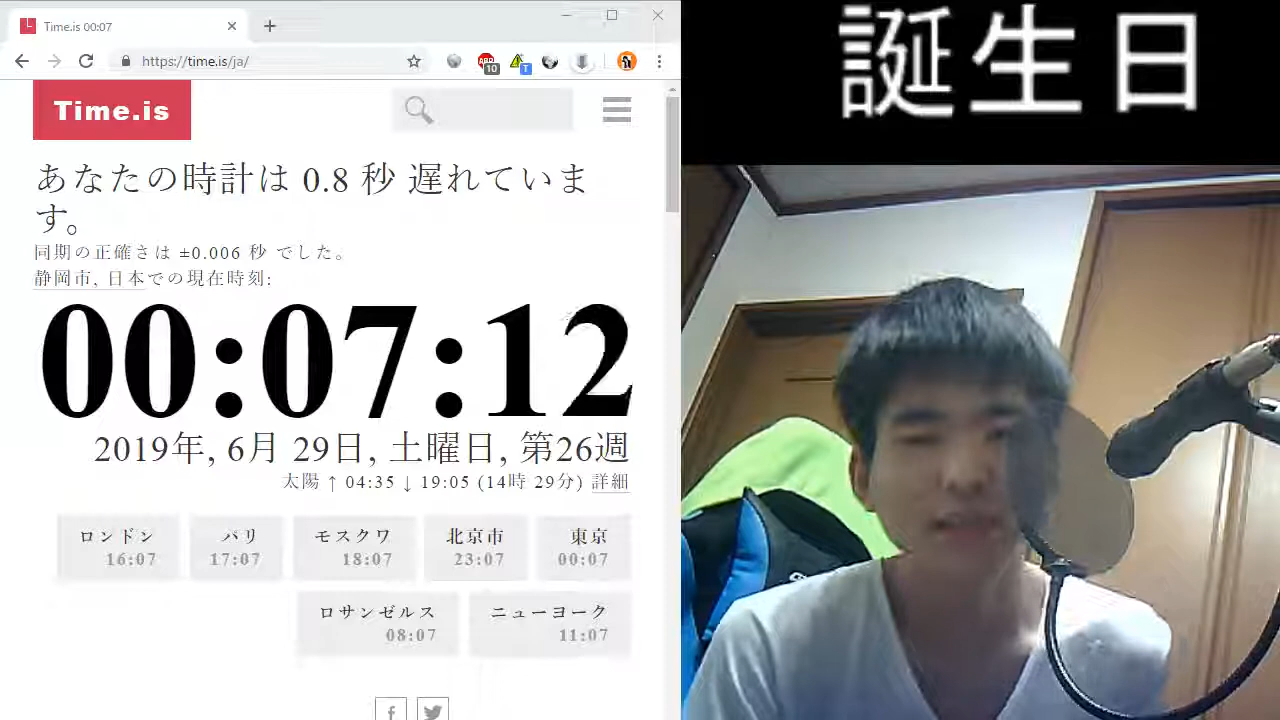 Time.is 00:07
https://time.is/ja/
10
T
Time.is
あなたの時計は 0.8 秒 遅れていま
す。
同期の正確さは ±0.006 秒 でした。
静岡市, 日本での現在時刻:
00:07:12
2019年, 6月 29日, 土曜日, 第26週
太陽 ↑ 04:35 ↓ 19:05 (14時 29分) 詳細
ロンドン
16:07
パリ
17:07
モスクワ
18:07
北京市
23:07
東京
00:07
ロサンゼルス
08:07
ニューヨーク
11:07
誕生日